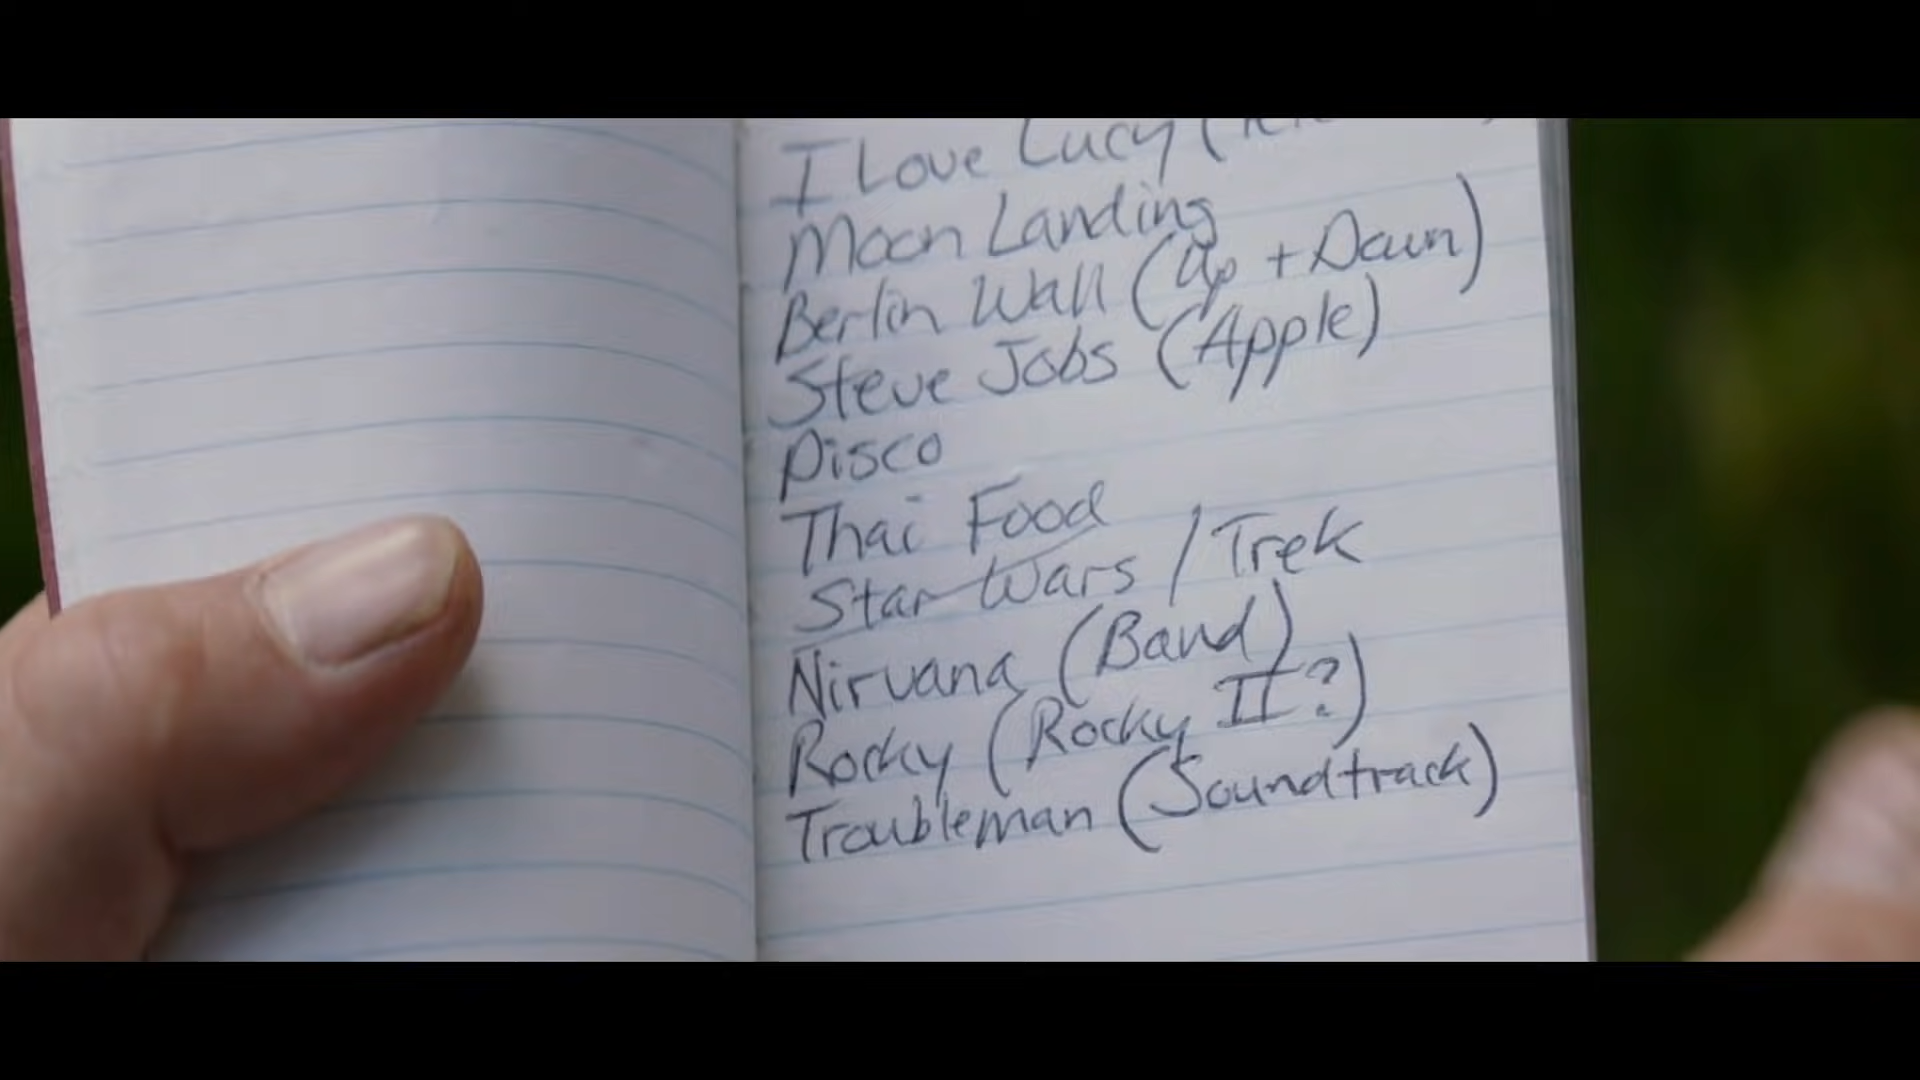 I Love Lucy (
Moon Landing
Berlin Wall (Up + Down)
Steve Jobs (Apple)
Disco
Thai Food
Star Wars / Trek
Nirvana (Band)
Rocky (Rocky II?)
Troubleman (Soundtrack)